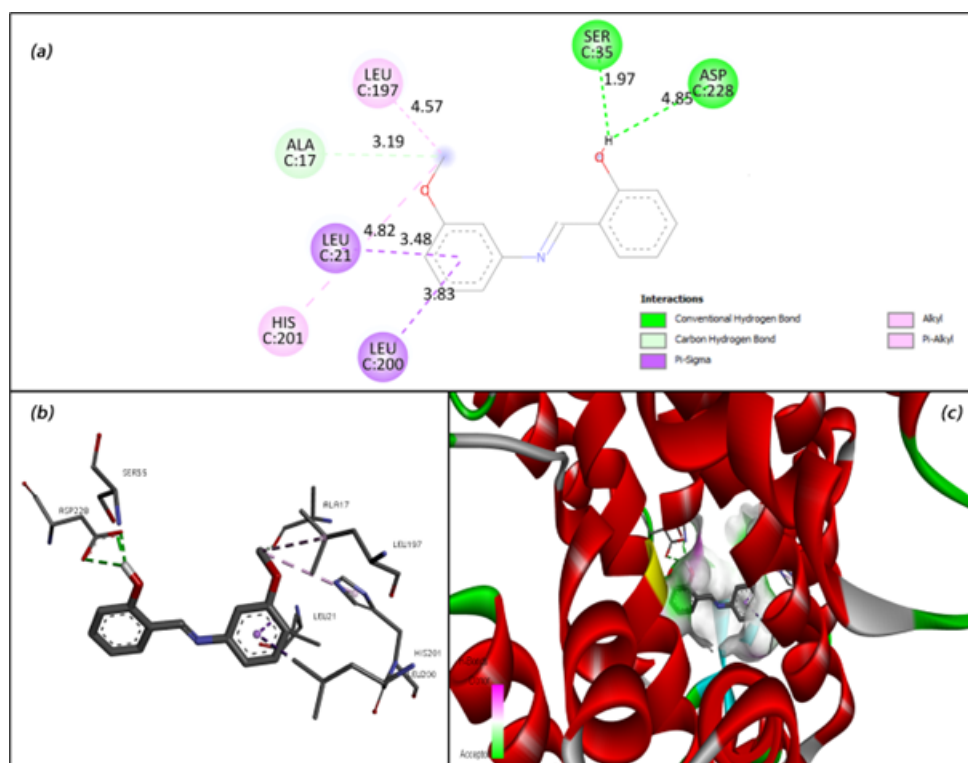 (a)
SER
C:35
ASP
C:228
LEU
C:197
1.97
4.85
4.57
ALA
C:17
3.19
H
O
O
LEU
C:21
4.82
3.48
N
3.83
HIS
C:201
LEU
C:200
Interactions
Conventional Hydrogen Bond
Carbon Hydrogen Bond
Pi-Sigma
Alkyl
Pi-Alkyl
(b)
ASP228
ALA17
LEU197
LEU21
HIS201
LEU200
(c)